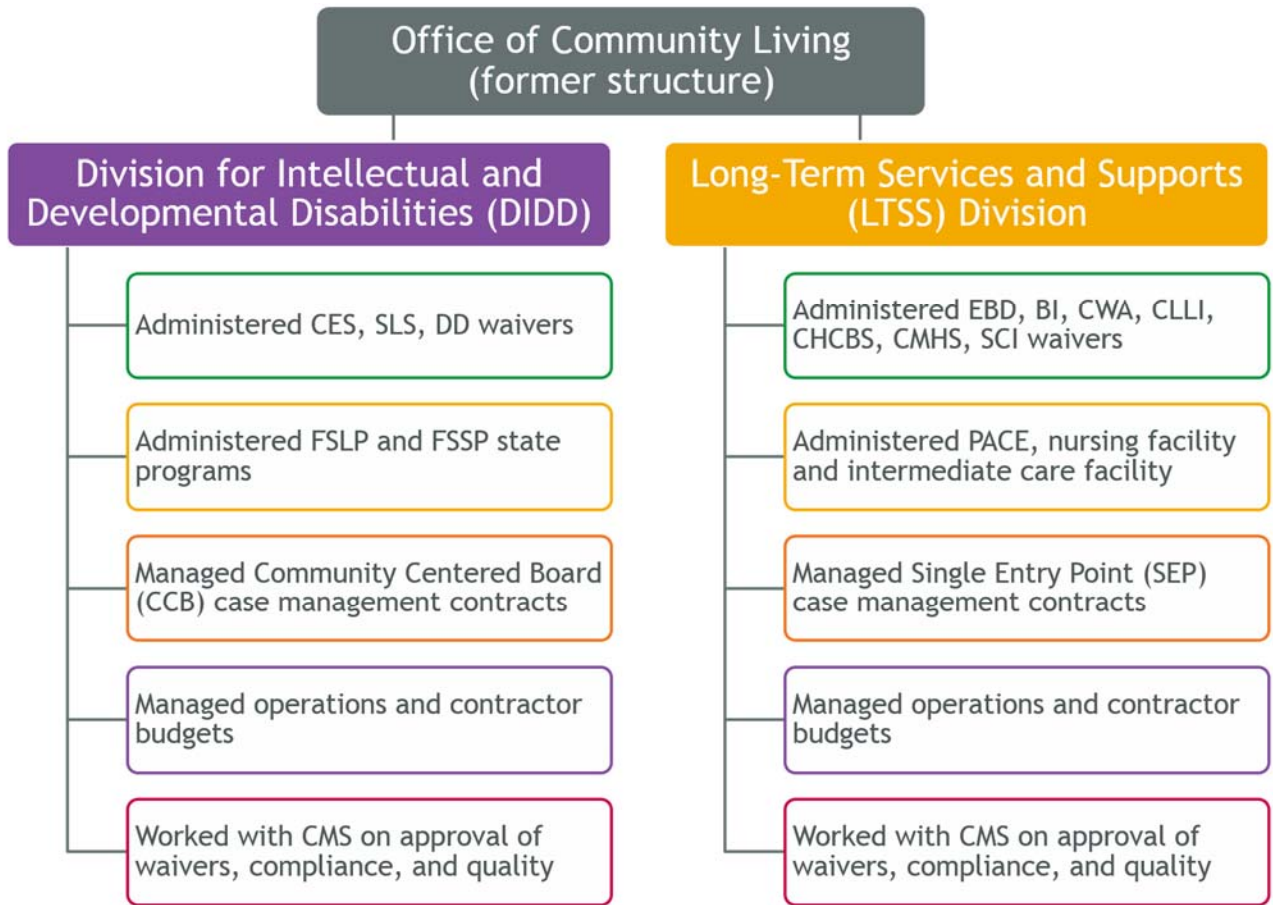 Office of Community Living
(former structure)
Division for Intellectual and
Developmental Disabilities (DIDD)
Administered CES, SLS, DD waivers
Administered FSLP and FSSP state
programs
Managed Community Centered Board
(CCB) case management contracts
Managed operations and contractor
budgets
Worked with CMS on approval of
waivers, compliance, and quality
Long-Term Services and Supports
(LTSS) Division
Administered EBD, BI, CWA, CLLI,
CHCBS, CMHS, SCI waivers
Administered PACE, nursing facility
and intermediate care facility
Managed Single Entry Point (SEP)
case management contracts
Managed operations and contractor
budgets
Worked with CMS on approval of
waivers, compliance, and quality